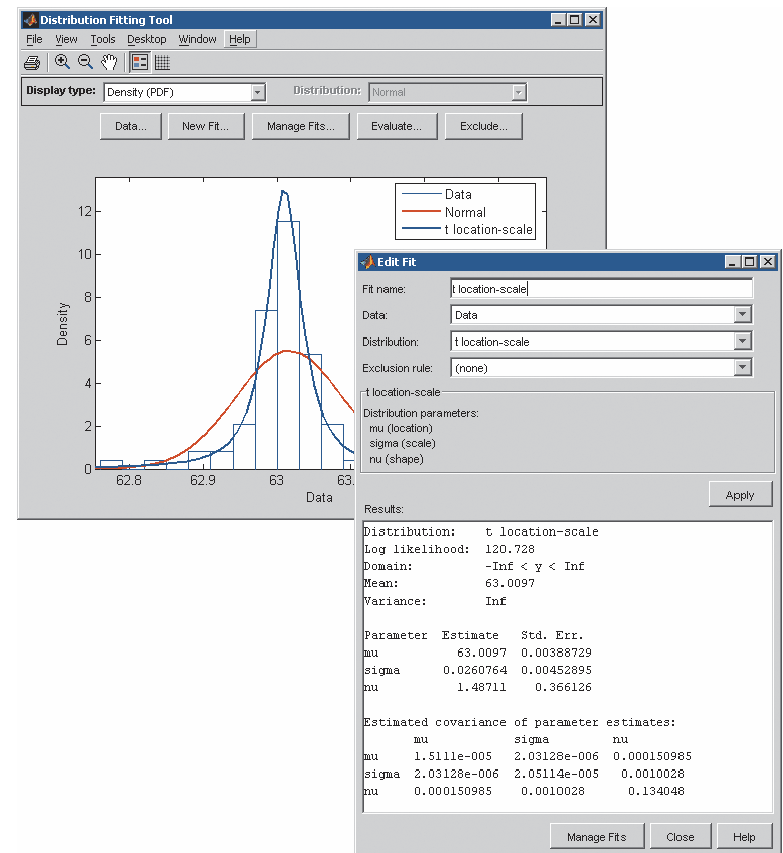 Distribution Fitting Tool
File View Tools Desktop Window Help
Display type: Density (PDF) Distribution: Normal
Data... New Fit... Manage Fits... Evaluate... Exclude...
Data
Normal
t location-scale
12
10
8
6
4
2
0
Density
62.8 62.9 63 63.
Data
Edit Fit
Fit name: t location-scale
Data: Data
Distribution: t location-scale
Exclusion rule: (none)
t location-scale
Distribution parameters:
mu (location)
sigma (scale)
nu (shape)
Apply
Results:
Distribution: t location-scale
Log likelihood: 120.728
Domain: -Inf < y < Inf
Mean: 63.0097
Variance: Inf
Parameter Estimate Std. Err.
mu 63.0097 0.00388729
sigma 0.0260764 0.00452895
nu 1.48711 0.366126
Estimated covariance of parameter estimates:
mu sigma nu
mu 1.5111e-005 2.03128e-006 0.000150985
sigma 2.03128e-006 2.05114e-005 0.0010028
nu 0.000150985 0.0010028 0.134048
Manage Fits Close Help